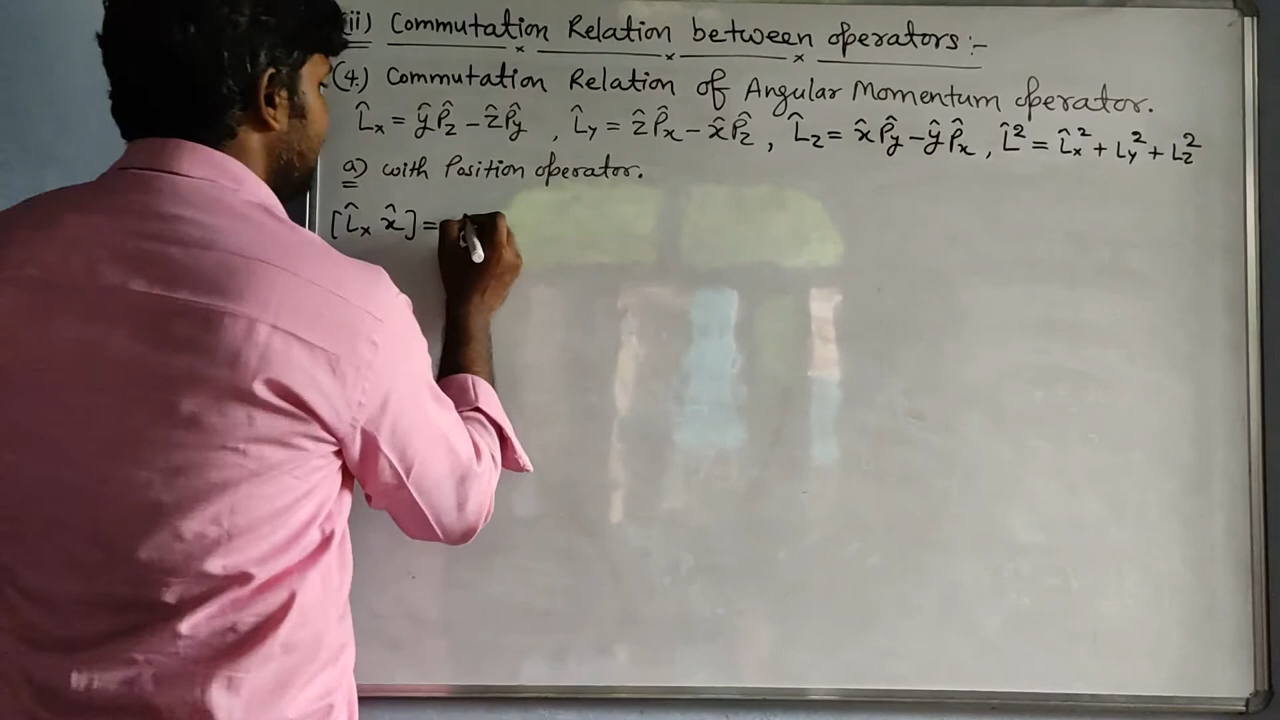 (ii) Commutation Relation between operators :-
(4.) Commutation Relation of Angular Momentum operator.
L̂x = ŷP̂z - ẑP̂y , L̂y = ẑP̂x - x̂P̂z , L̂z = x̂P̂y - ŷP̂x , L̂² = L̂x² + Ly² + Lz²
a) with Position operator.
[L̂x x̂] =